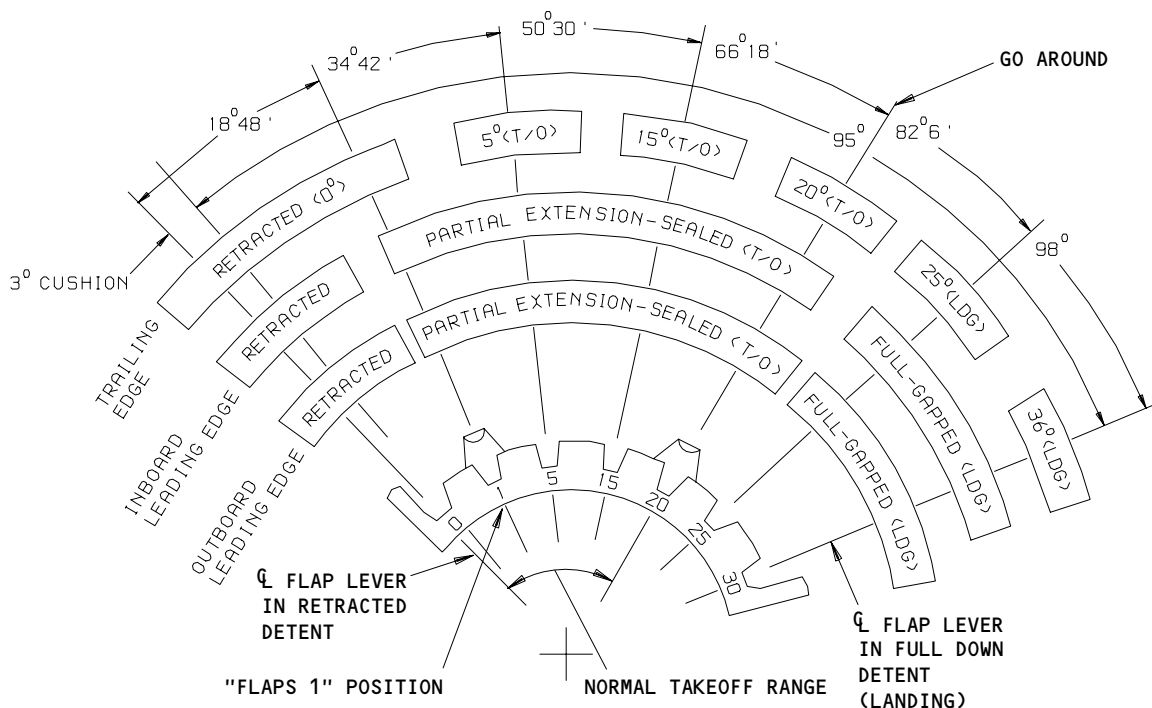 50°30'
34°42'
66°18'
GO AROUND
18°48'
5°<T/O>
15°<T/O>
95°
82°6'
RETRACTED <0°>
20°<T/O>
PARTIAL EXTENSION-SEALED <T/O>
98°
3° CUSHION
25°<LDG>
RETRACTED
PARTIAL EXTENSION-SEALED <T/O>
FULL-GAPPED <LDG>
TRAILING
EDGE
RETRACTED
FULL-GAPPED <LDG>
36°<LDG>
INBOARD
LEADING EDGE
OUTBOARD
LEADING EDGE
0
1
5
15
20
25
30
℄ FLAP LEVER
IN RETRACTED
DETENT
℄ FLAP LEVER
IN FULL DOWN
DETENT
(LANDING)
"FLAPS 1" POSITION
NORMAL TAKEOFF RANGE